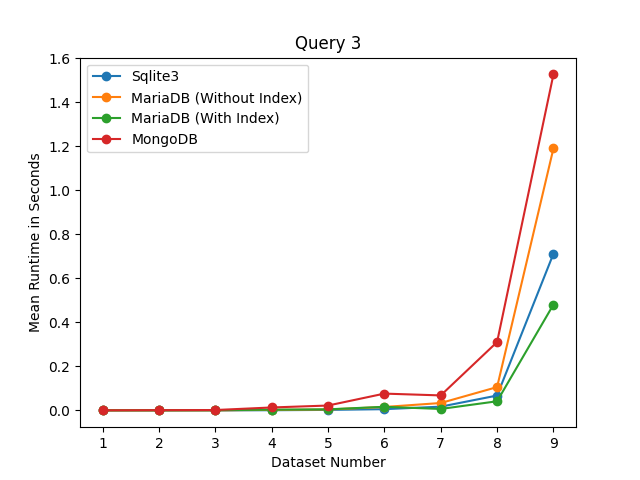 Query 3
Sqlite3
MariaDB (Without Index)
MariaDB (With Index)
MongoDB
Mean Runtime in Seconds
1.6
1.4
1.2
1.0
0.8
0.6
0.4
0.2
0.0
1 2 3 4 5 6 7 8 9
Dataset Number